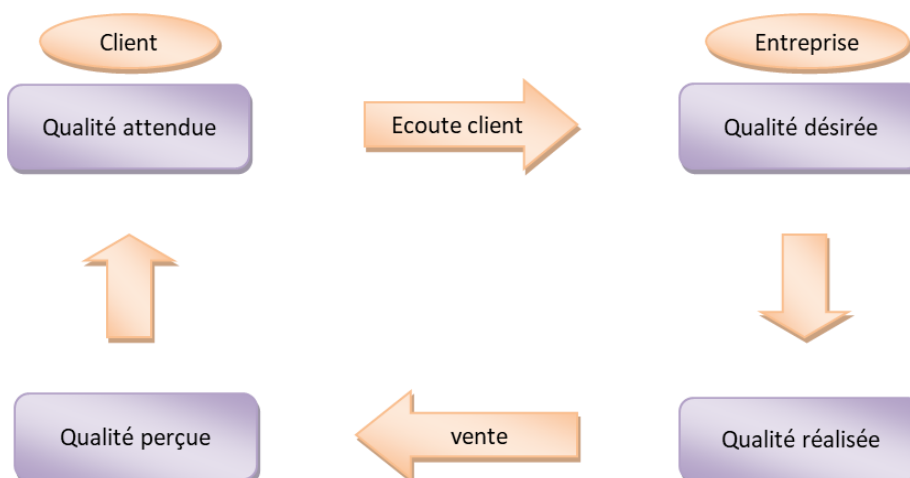 Client
Entreprise
Qualité attendue
Ecoute client
Qualité désirée
Qualité perçue
vente
Qualité réalisée